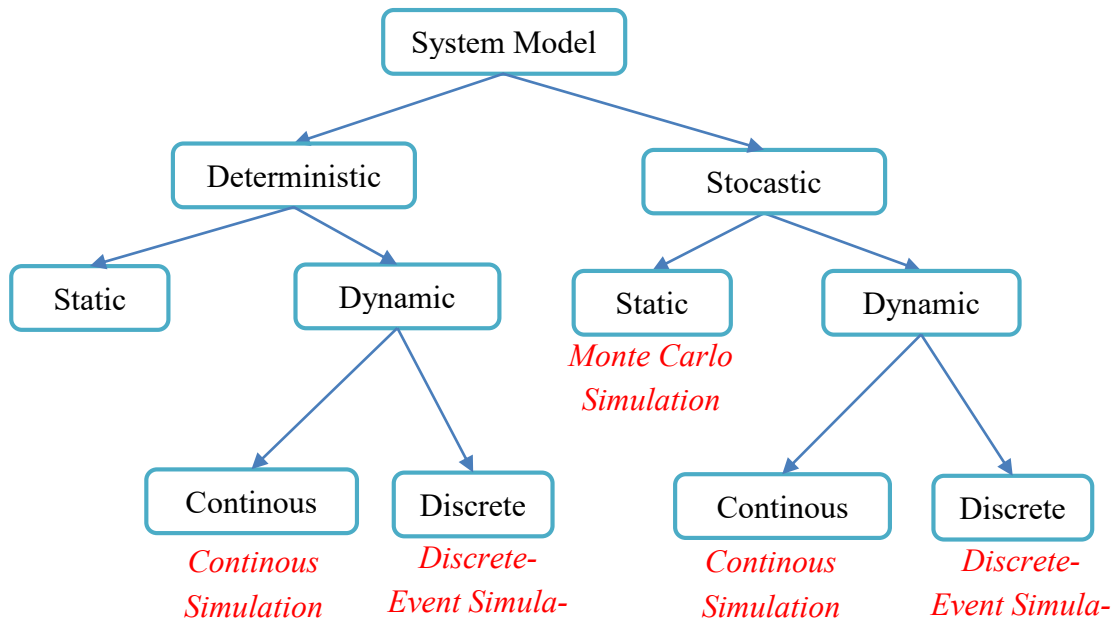 System Model
Deterministic
Stocastic
Static
Dynamic
Static
Dynamic
Monte Carlo
Simulation
Continous
Discrete
Continous
Discrete
Continous
Simulation
Discrete-
Event Simula-
Continous
Simulation
Discrete-
Event Simula-